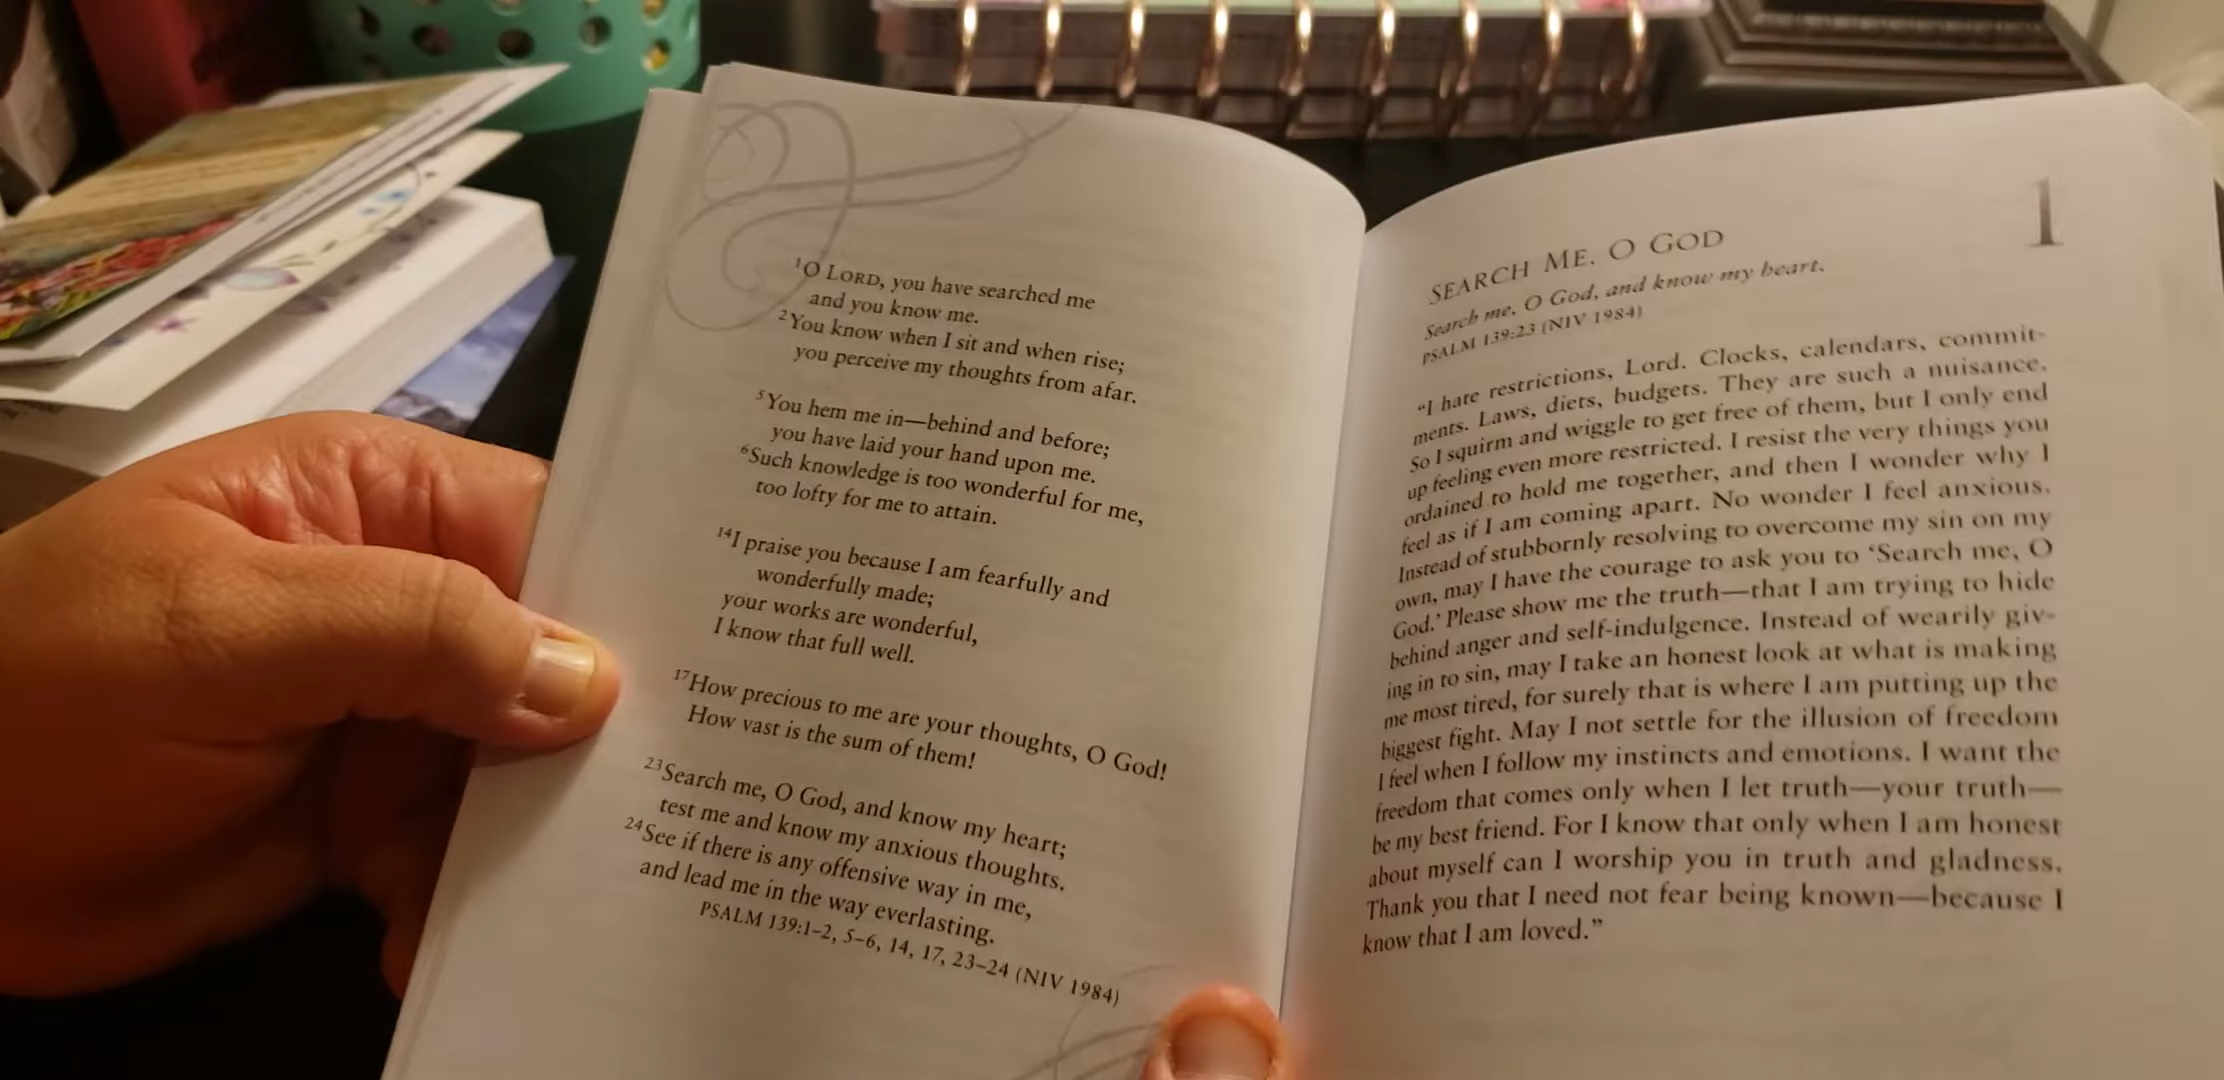 ¹O LORD, you have searched me
and you know me.
²You know when I sit and when rise;
you perceive my thoughts from afar.
⁵You hem me in—behind and before;
you have laid your hand upon me.
⁶Such knowledge is too wonderful for me,
too lofty for me to attain.
¹⁴I praise you because I am fearfully and
wonderfully made;
your works are wonderful,
I know that full well.
¹⁷How precious to me are your thoughts, O God!
How vast is the sum of them!
²³Search me, O God, and know my heart;
test me and know my anxious thoughts.
²⁴See if there is any offensive way in me,
and lead me in the way everlasting.
PSALM 139:1–2, 5–6, 14, 17, 23–24 (NIV 1984)
1
SEARCH ME, O GOD
Search me, O God, and know my heart.
PSALM 139:23 (NIV 1984)
“I hate restrictions, Lord. Clocks, calendars, commit-
ments. Laws, diets, budgets. They are such a nuisance.
So I squirm and wiggle to get free of them, but I only end
up feeling even more restricted. I resist the very things you
ordained to hold me together, and then I wonder why I
feel as if I am coming apart. No wonder I feel anxious.
Instead of stubbornly resolving to overcome my sin on my
own, may I have the courage to ask you to ‘Search me, O
God.’ Please show me the truth—that I am trying to hide
behind anger and self-indulgence. Instead of wearily giv-
ing in to sin, may I take an honest look at what is making
me most tired, for surely that is where I am putting up the
biggest fight. May I not settle for the illusion of freedom
I feel when I follow my instincts and emotions. I want the
freedom that comes only when I let truth—your truth—
be my best friend. For I know that only when I am honest
about myself can I worship you in truth and gladness.
Thank you that I need not fear being known—because I
know that I am loved.”